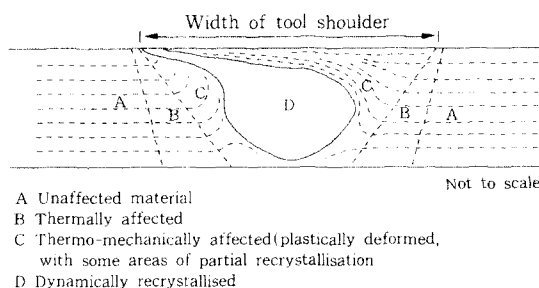 Width of tool shoulder
A B C D C B A
Not to scale
A Unaffected material
B Thermally affected
C Thermo-mechanically affected(plastically deformed,
with some areas of partial recrystallisation
D Dynamically recrystallised